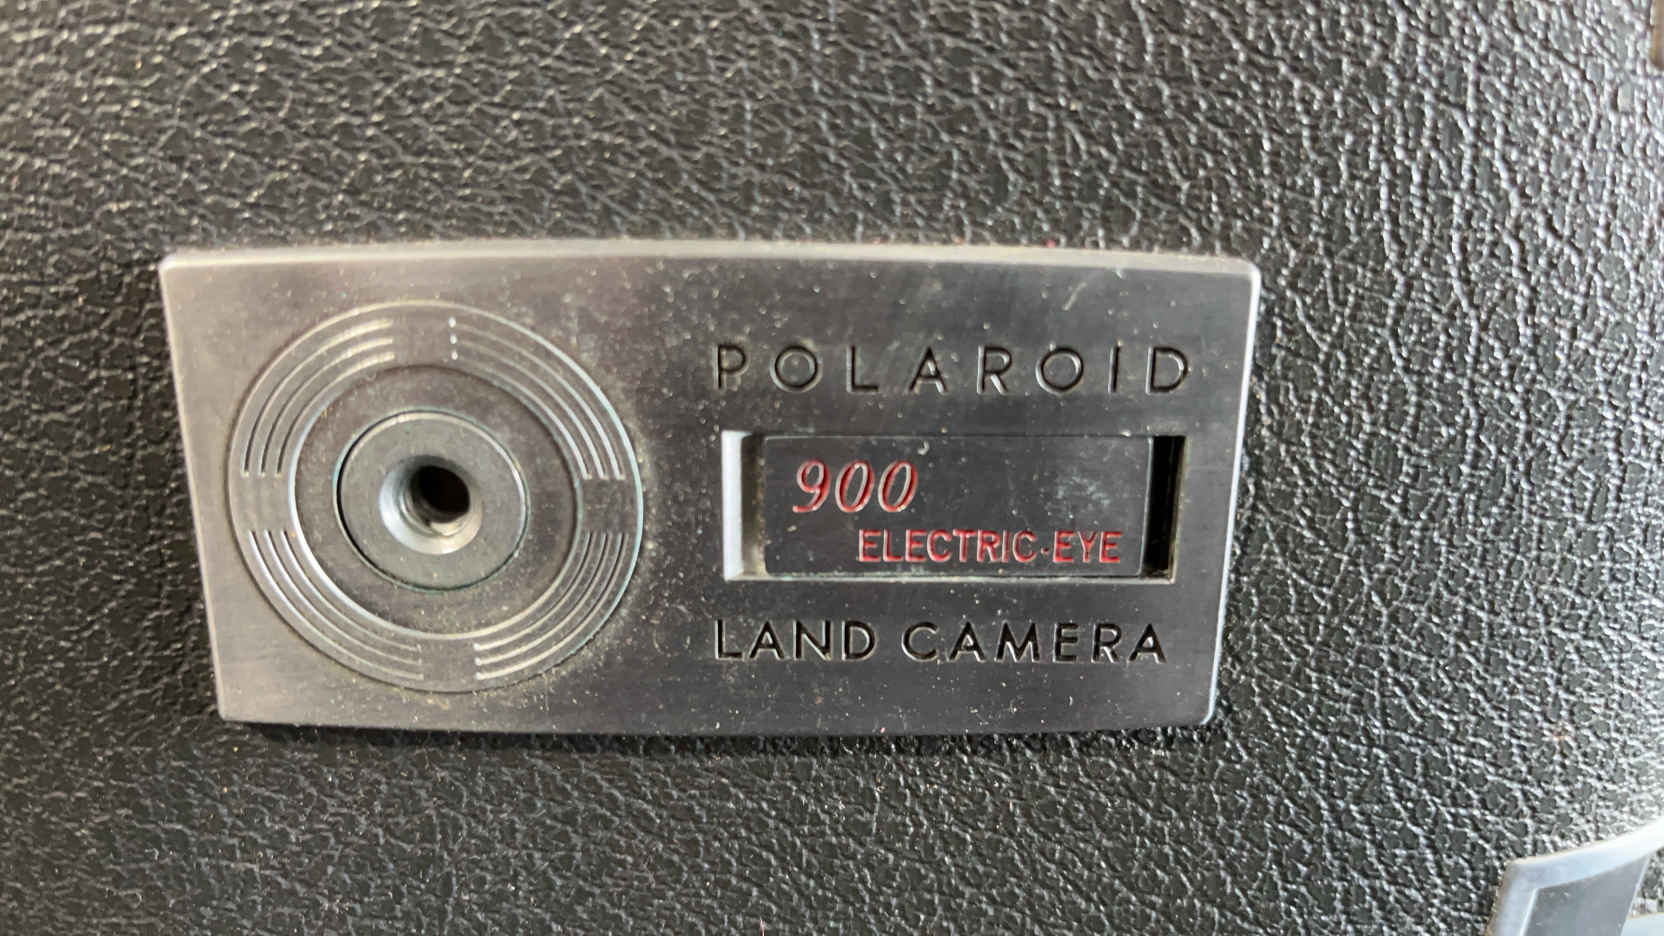 POLAROID
900
ELECTRIC-EYE
LAND CAMERA